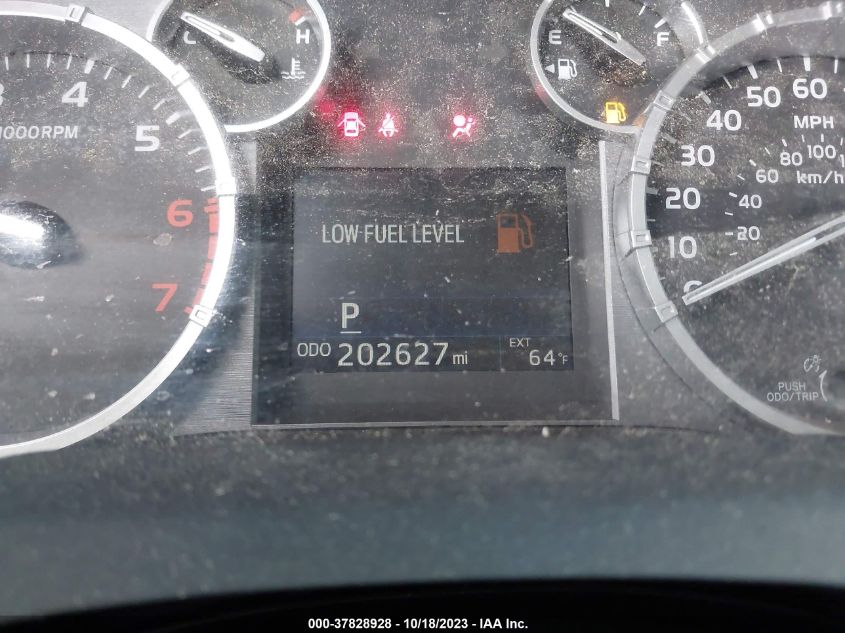 C H E F
4 5 6 7
1000RPM
0 10 20 30 40 50 60
MPH
20 40 60 80 100
km/h
LOW FUEL LEVEL
P
ODO 202627 mi
EXT 64°F
PUSH
ODO/TRIP
000-37828928 - 10/18/2023 - IAA Inc.